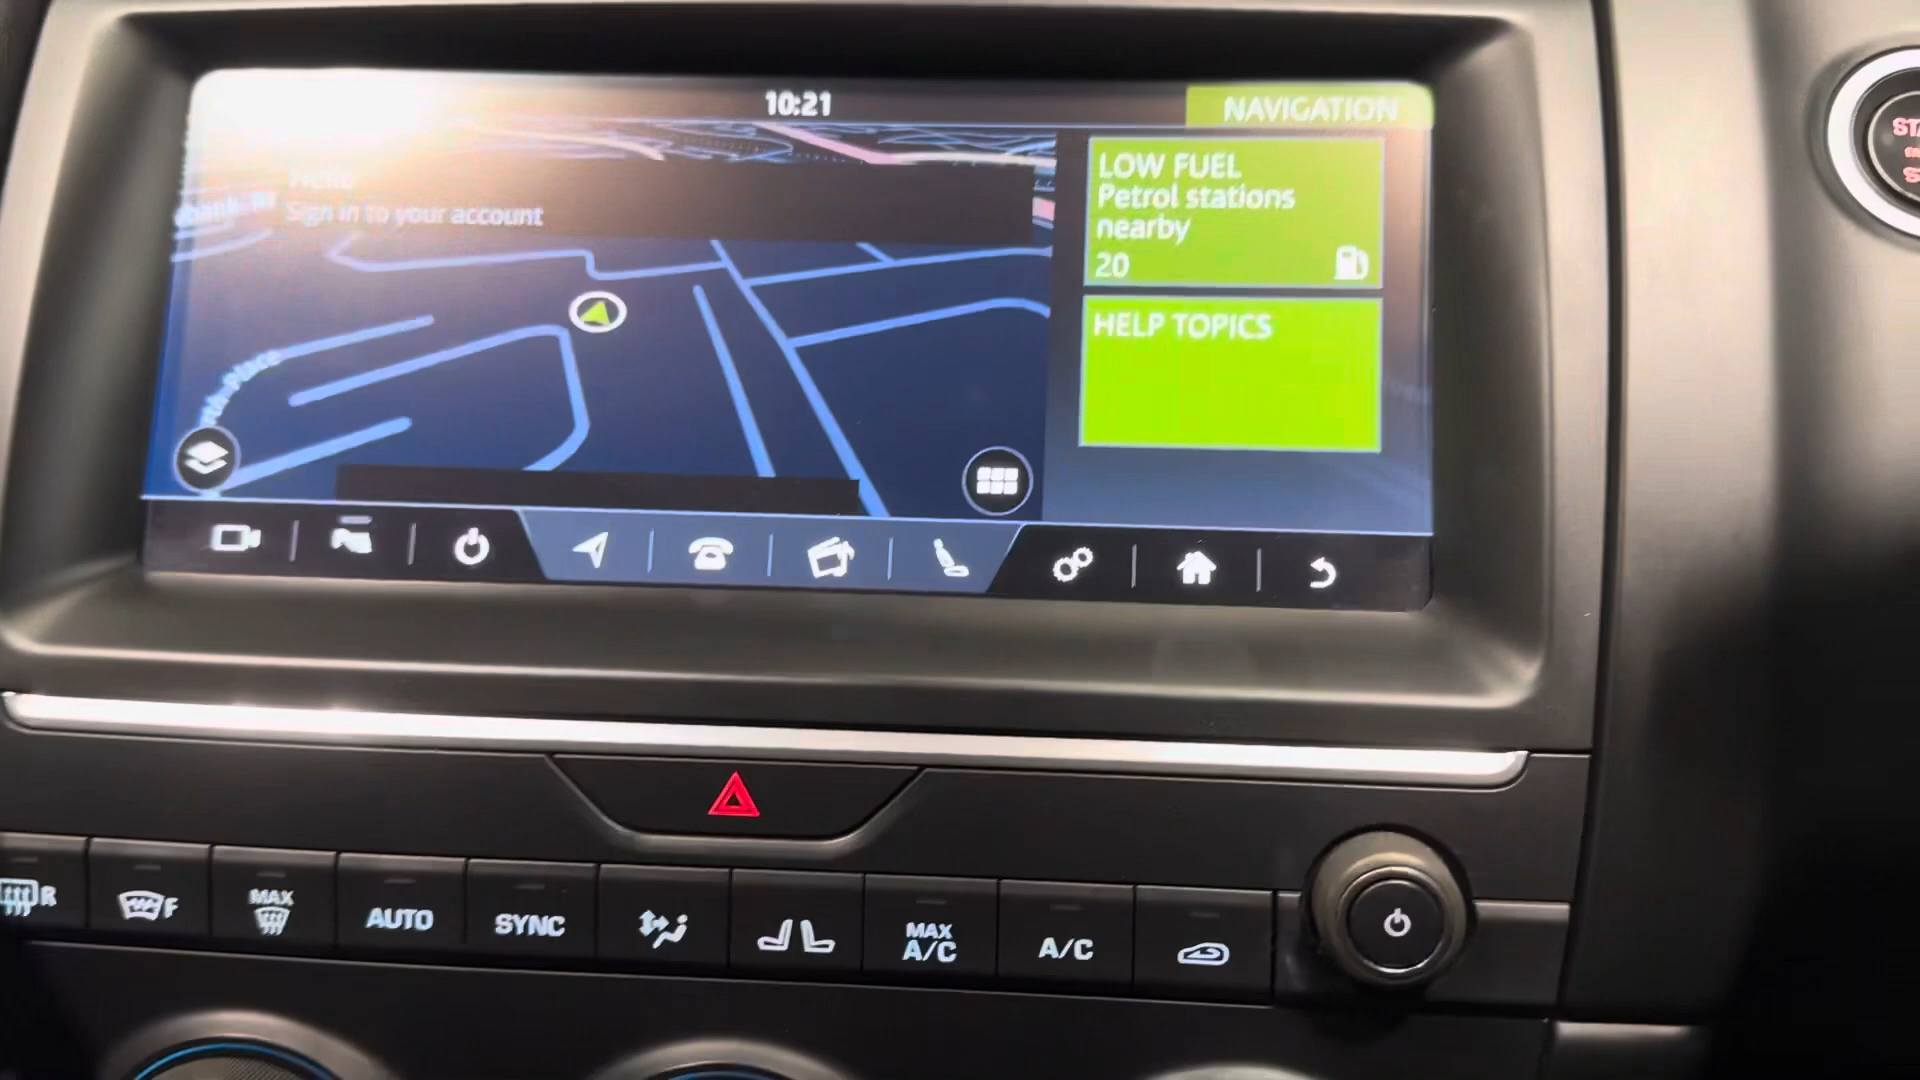 10:21
NAVIGATION
Here
Sign in to your account
LOW FUEL
Petrol stations
nearby
20
HELP TOPICS
R
F
MAX
AUTO
SYNC
MAX
A/C
A/C